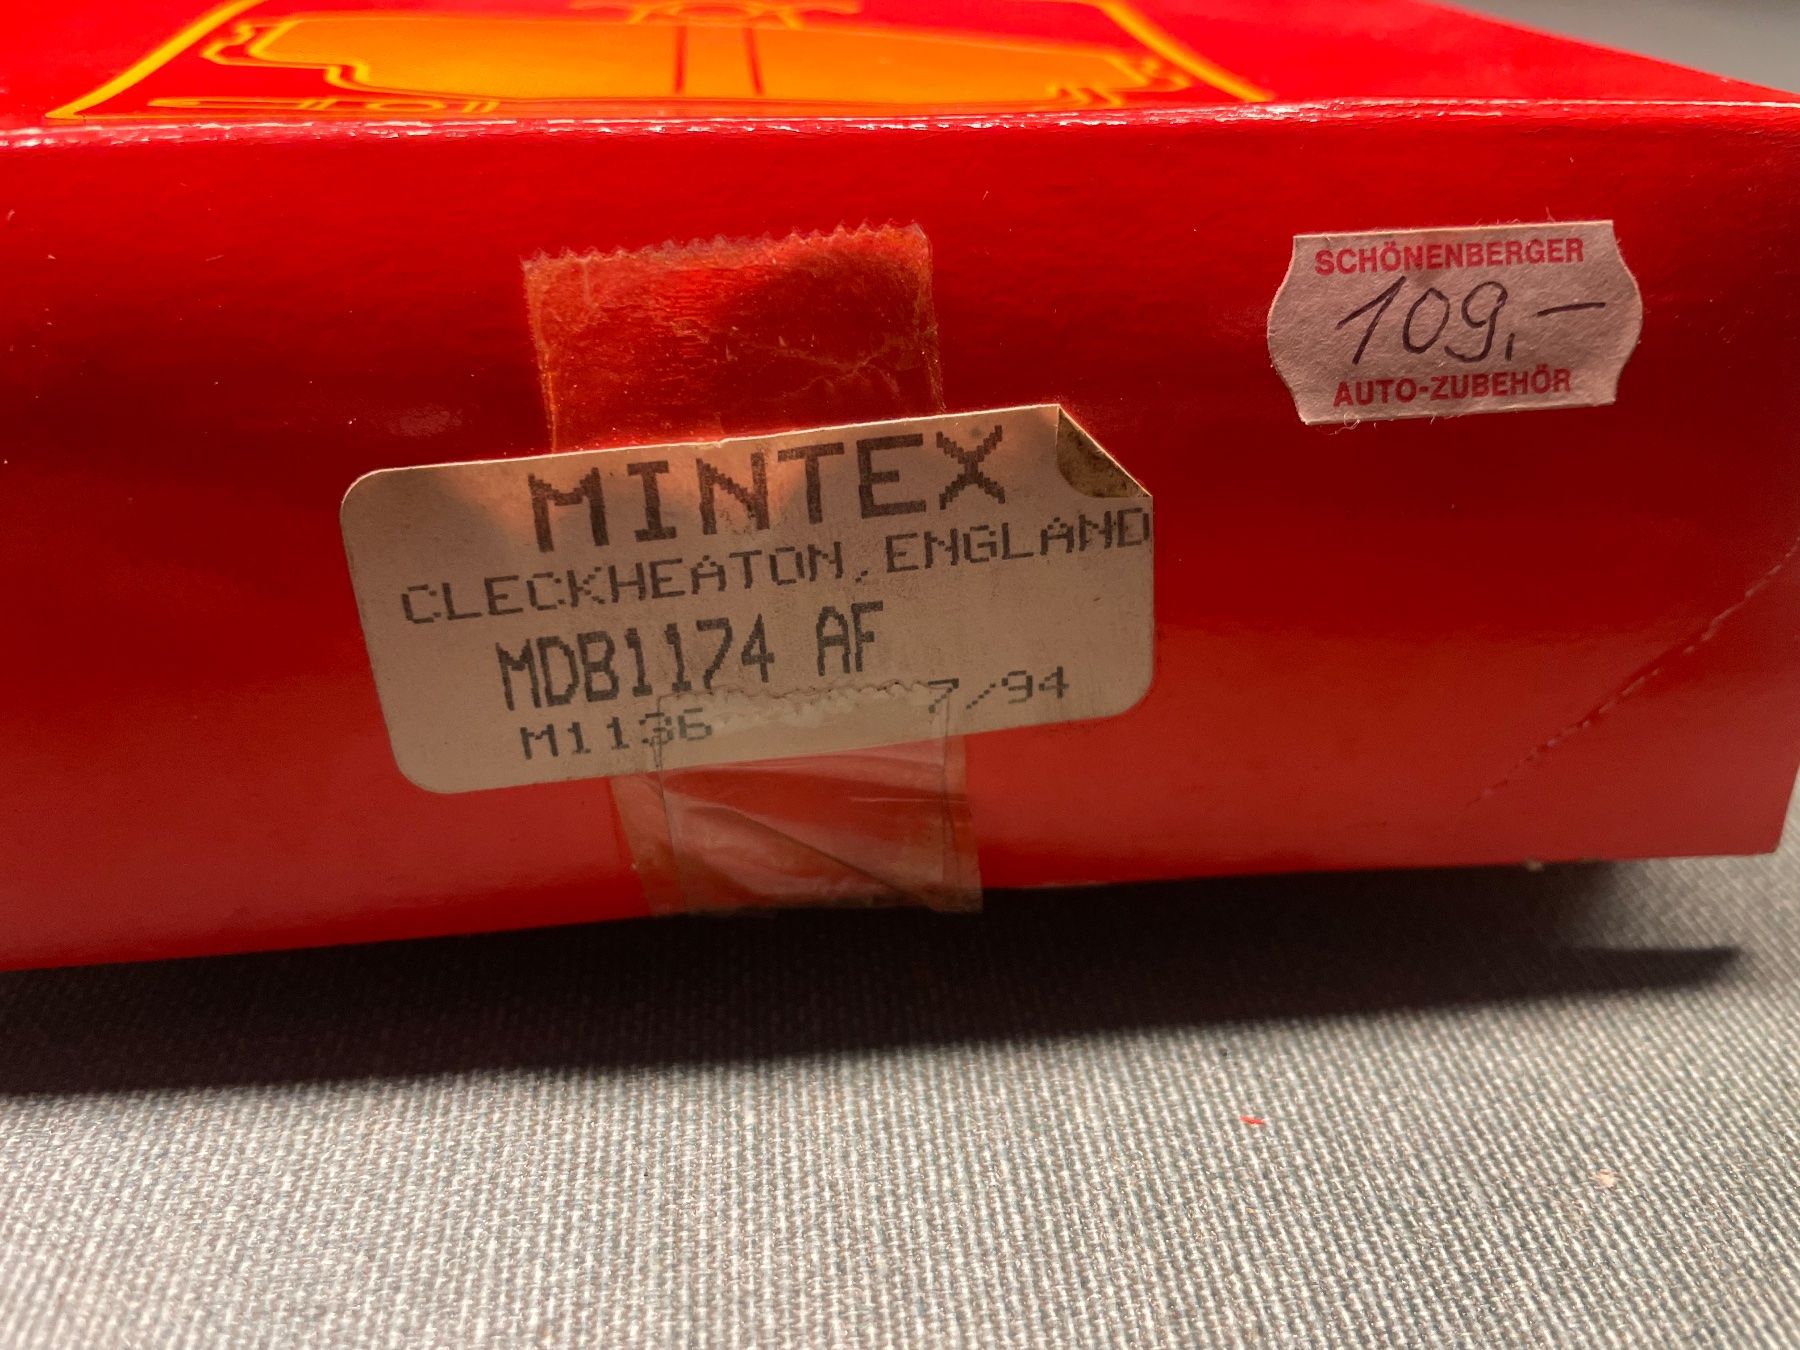 SCHÖNENBERGER
109,-
AUTO-ZUBEHÖR
MINTEX
CLECKHEATON, ENGLAND
MDB1174 AF
M1136 7/94